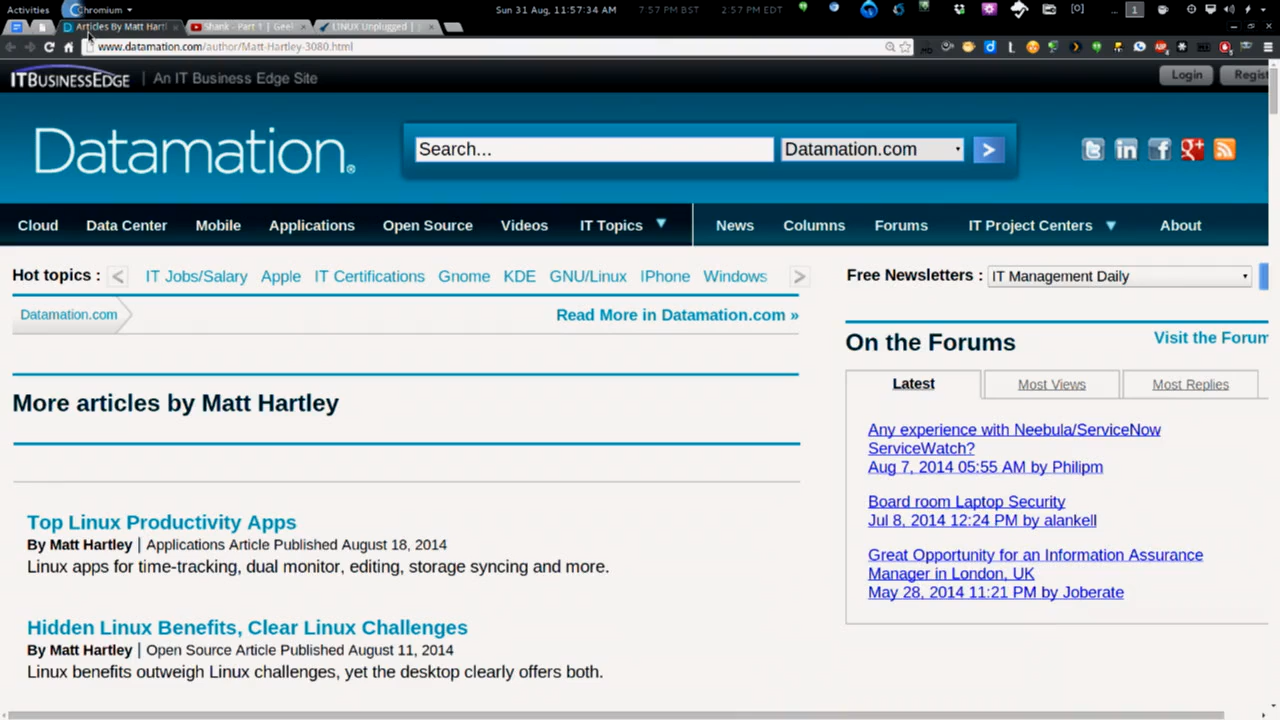 Activities Chromium Sun 31 Aug, 11:57:34 AM 7:57 PM BST 2:57 PM EDT 1
Articles By Matt Hartl Shank - Part 1 | Geel LINUX Unplugged |
www.datamation.com/author/Matt-Hartley-3080.html
ITBUSINESSEDGE | An IT Business Edge Site Login Regist
Datamation® Search... Datamation.com >
Cloud Data Center Mobile Applications Open Source Videos IT Topics News Columns Forums IT Project Centers About
Hot topics : < IT Jobs/Salary Apple IT Certifications Gnome KDE GNU/Linux IPhone Windows >
Free Newsletters : IT Management Daily
Datamation.com Read More in Datamation.com »
More articles by Matt Hartley
Top Linux Productivity Apps
By Matt Hartley | Applications Article Published August 18, 2014
Linux apps for time-tracking, dual monitor, editing, storage syncing and more.
Hidden Linux Benefits, Clear Linux Challenges
By Matt Hartley | Open Source Article Published August 11, 2014
Linux benefits outweigh Linux challenges, yet the desktop clearly offers both.
On the Forums Visit the Forum
Latest Most Views Most Replies
Any experience with Neebula/ServiceNow
ServiceWatch?
Aug 7, 2014 05:55 AM by Philipm
Board room Laptop Security
Jul 8, 2014 12:24 PM by alankell
Great Opportunity for an Information Assurance
Manager in London, UK
May 28, 2014 11:21 PM by Joberate